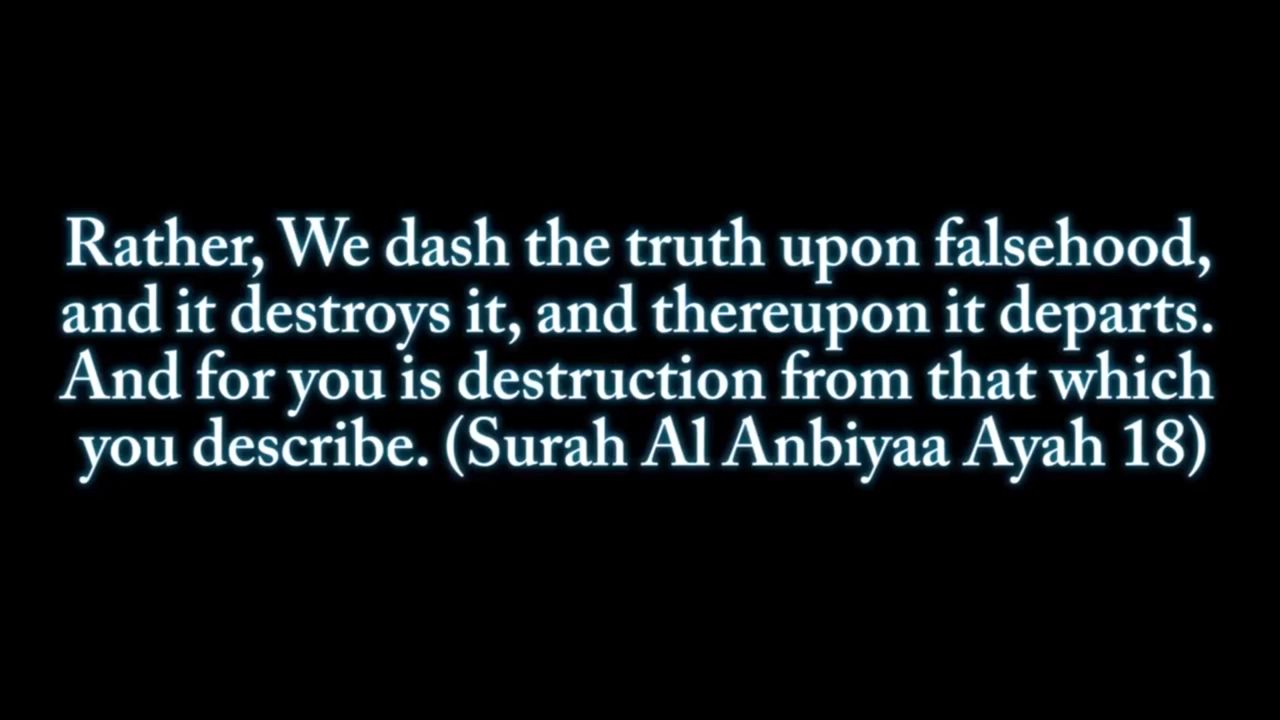 Rather, We dash the truth upon falsehood,
and it destroys it, and thereupon it departs.
And for you is destruction from that which
you describe. (Surah Al Anbiyaa Ayah 18)